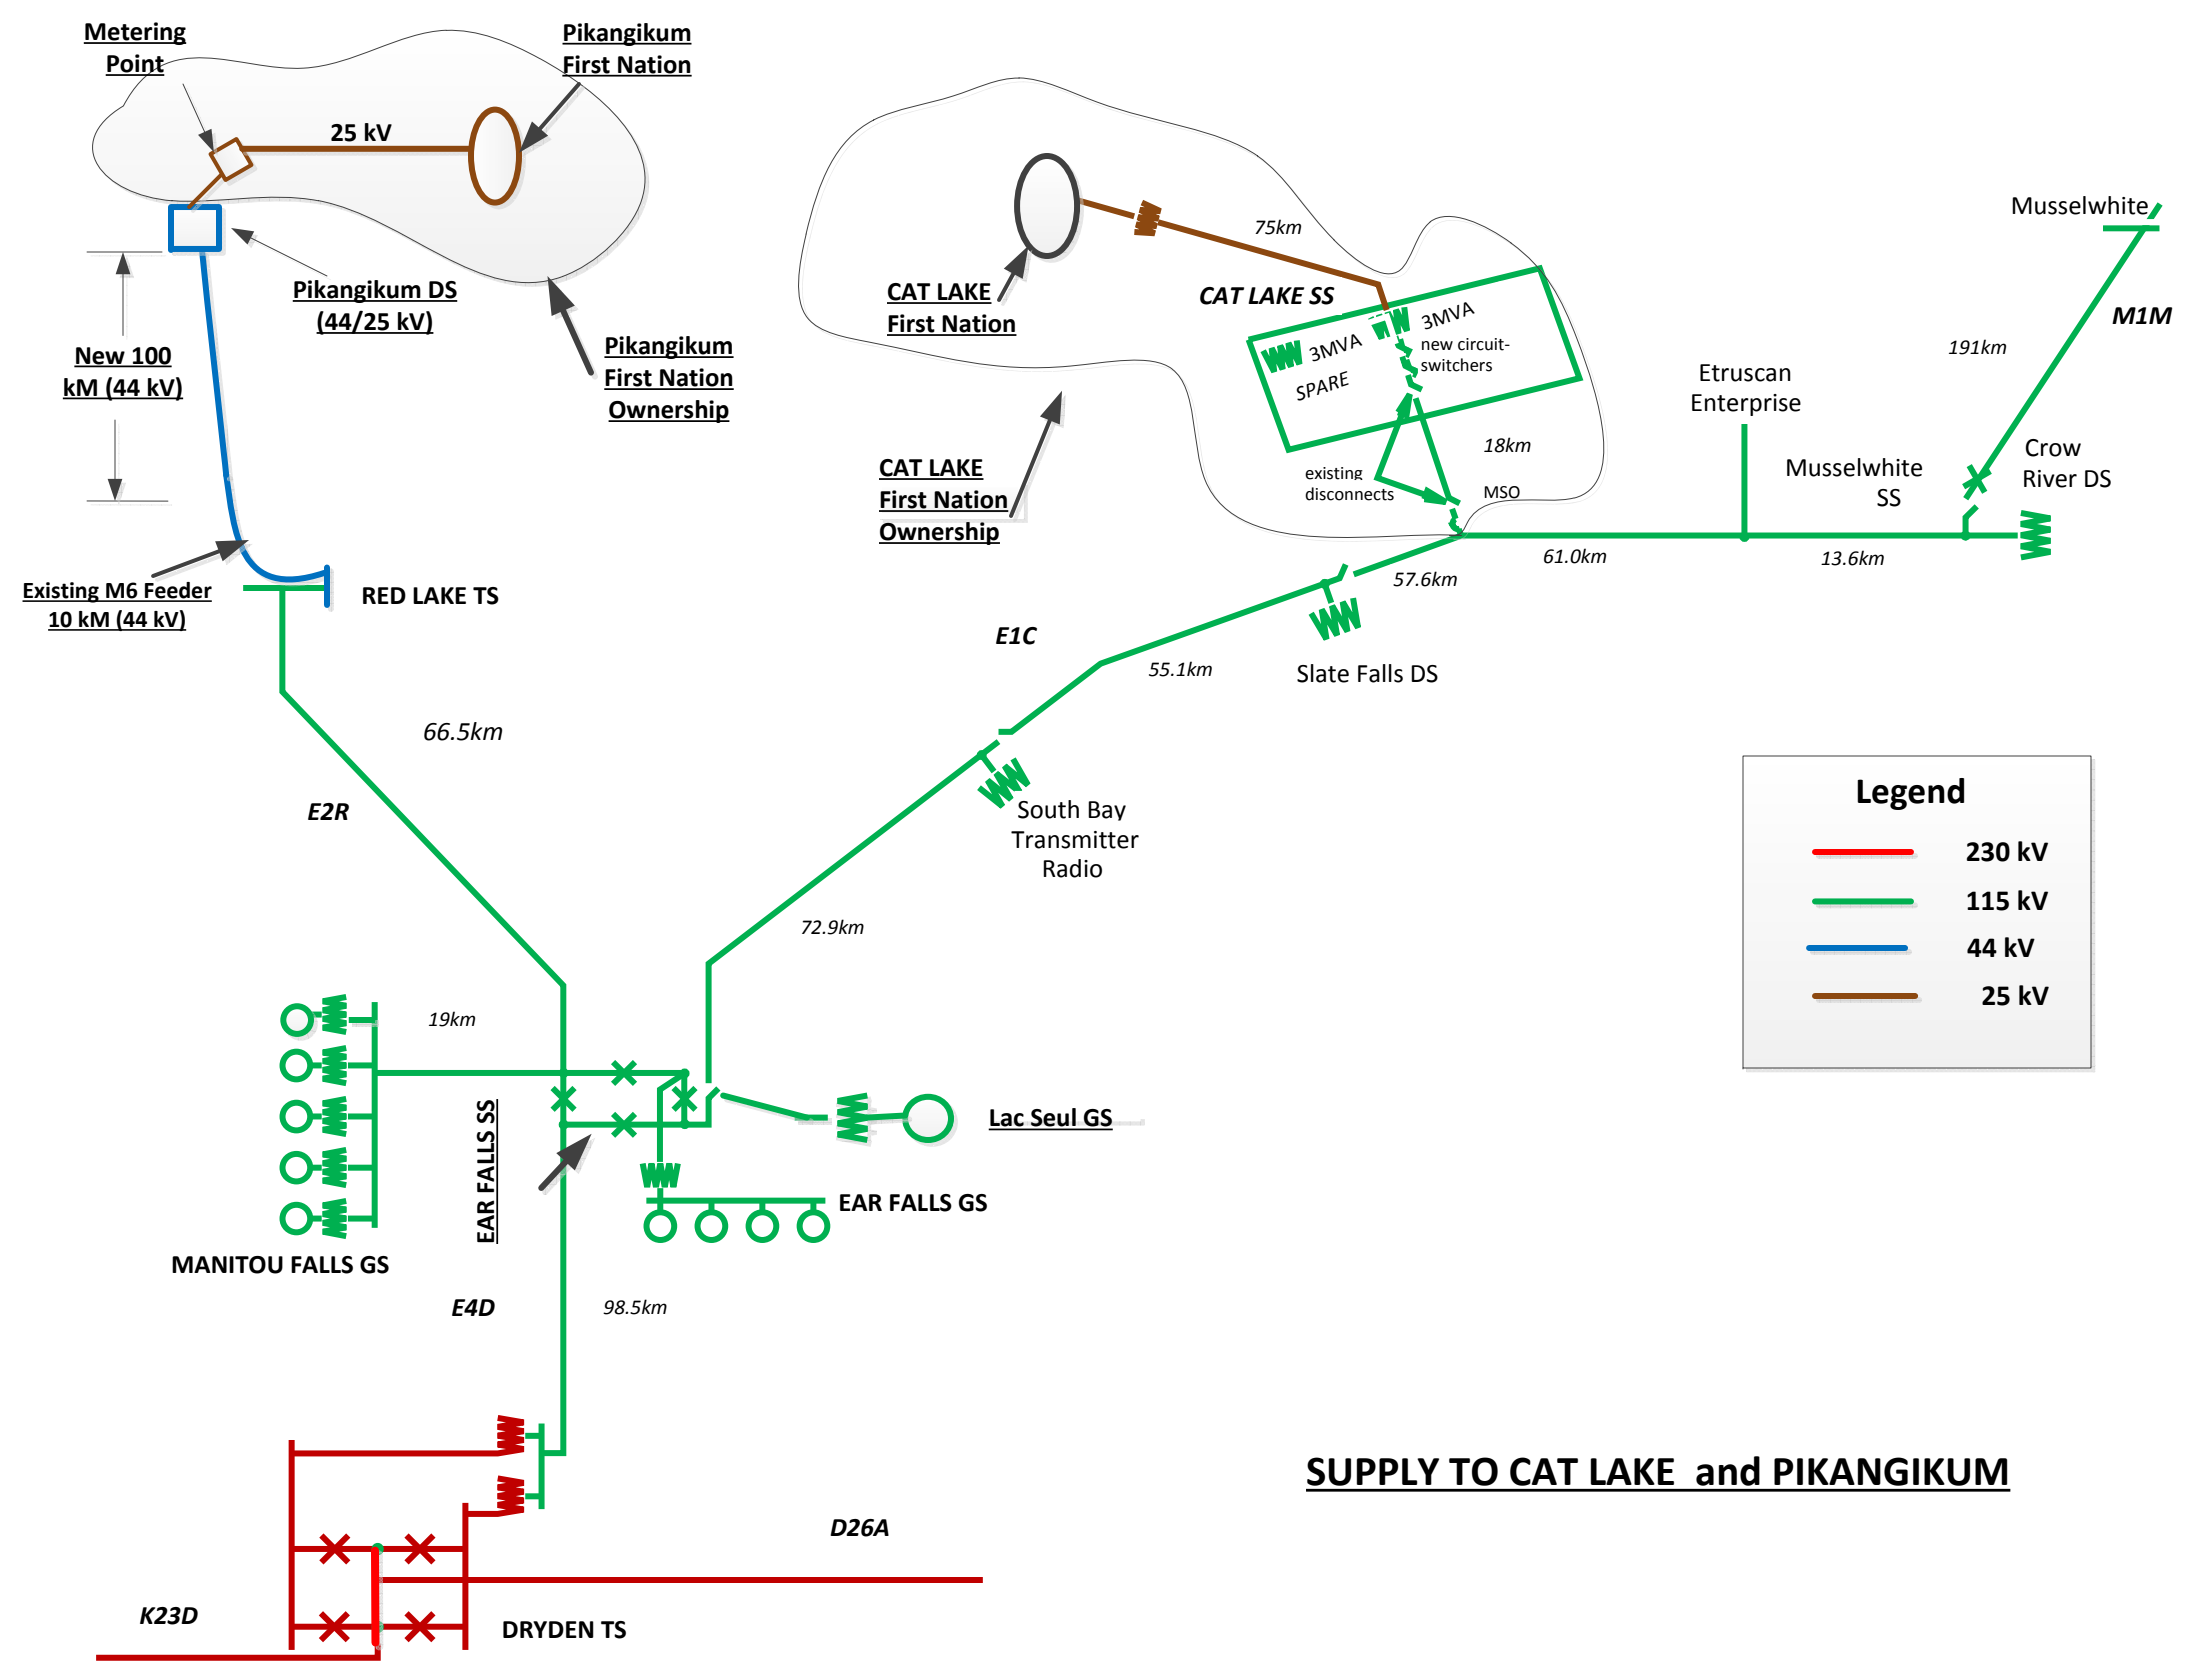 Metering
Point
Pikangikum
First Nation
25 kV
Pikangikum DS
(44/25 kV)
New 100
kM (44 kV)
Pikangikum
First Nation
Ownership
Existing M6 Feeder
10 kM (44 kV)
RED LAKE TS
CAT LAKE
First Nation
75km
CAT LAKE SS
3MVA
3MVA
SPARE
new circuit-
switchers
18km
existing
disconnects
MSO
CAT LAKE
First Nation
Ownership
Musselwhite
M1M
191km
Etruscan
Enterprise
Musselwhite
SS
Crow
River DS
61.0km
13.6km
57.6km
E1C
55.1km
Slate Falls DS
66.5km
E2R
South Bay
Transmitter
Radio
72.9km
Legend
230 kV
115 kV
44 kV
25 kV
19km
EAR FALLS SS
Lac Seul GS
EAR FALLS GS
MANITOU FALLS GS
E4D
98.5km
SUPPLY TO CAT LAKE and PIKANGIKUM
D26A
K23D
DRYDEN TS